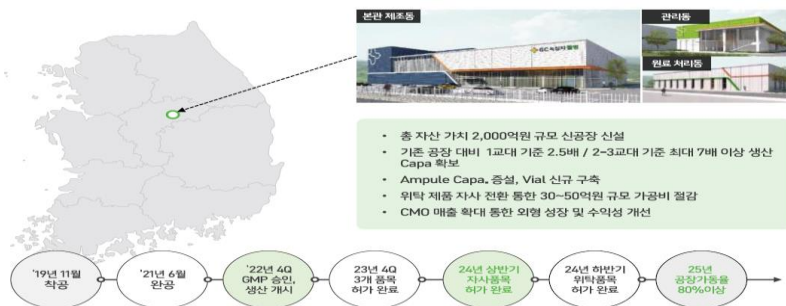 본관 제조동
관리동
GC녹십자웰빙
원료 처리동
• 총 자산 가치 2,000억원 규모 신공장 신설
• 기존 공장 대비 1교대 기준 2.5배 / 2-3교대 기준 최대 7배 이상 생산
Capa 확보
• Ampule Capa. 증설, Vial 신규 구축
• 위탁 제품 자사 전환 통한 30~50억원 규모 가공비 절감
• CMO 매출 확대 통한 외형 성장 및 수익성 개선
'19년 11월
착공
'21년 6월
완공
'22년 4Q
GMP 승인,
생산 개시
23년 4Q
3개 품목
허가 완료
24년 상반기
자사품목
허가 완료
24년 하반기
위탁품목
허가 완료
25년
공장가동율
80%이상